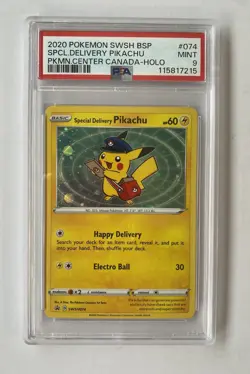 2020 POKEMON SWSH BSP #074
SPCL.DELIVERY PIKACHU MINT
PKMN.CENTER CANADA-HOLO 9
PSA 115817215
BASIC Special Delivery Pikachu HP60
Happy Delivery
Search your deck for an item card, reveal it, and put it
into your hand. Then, shuffle your deck.
Electro Ball 30
x2